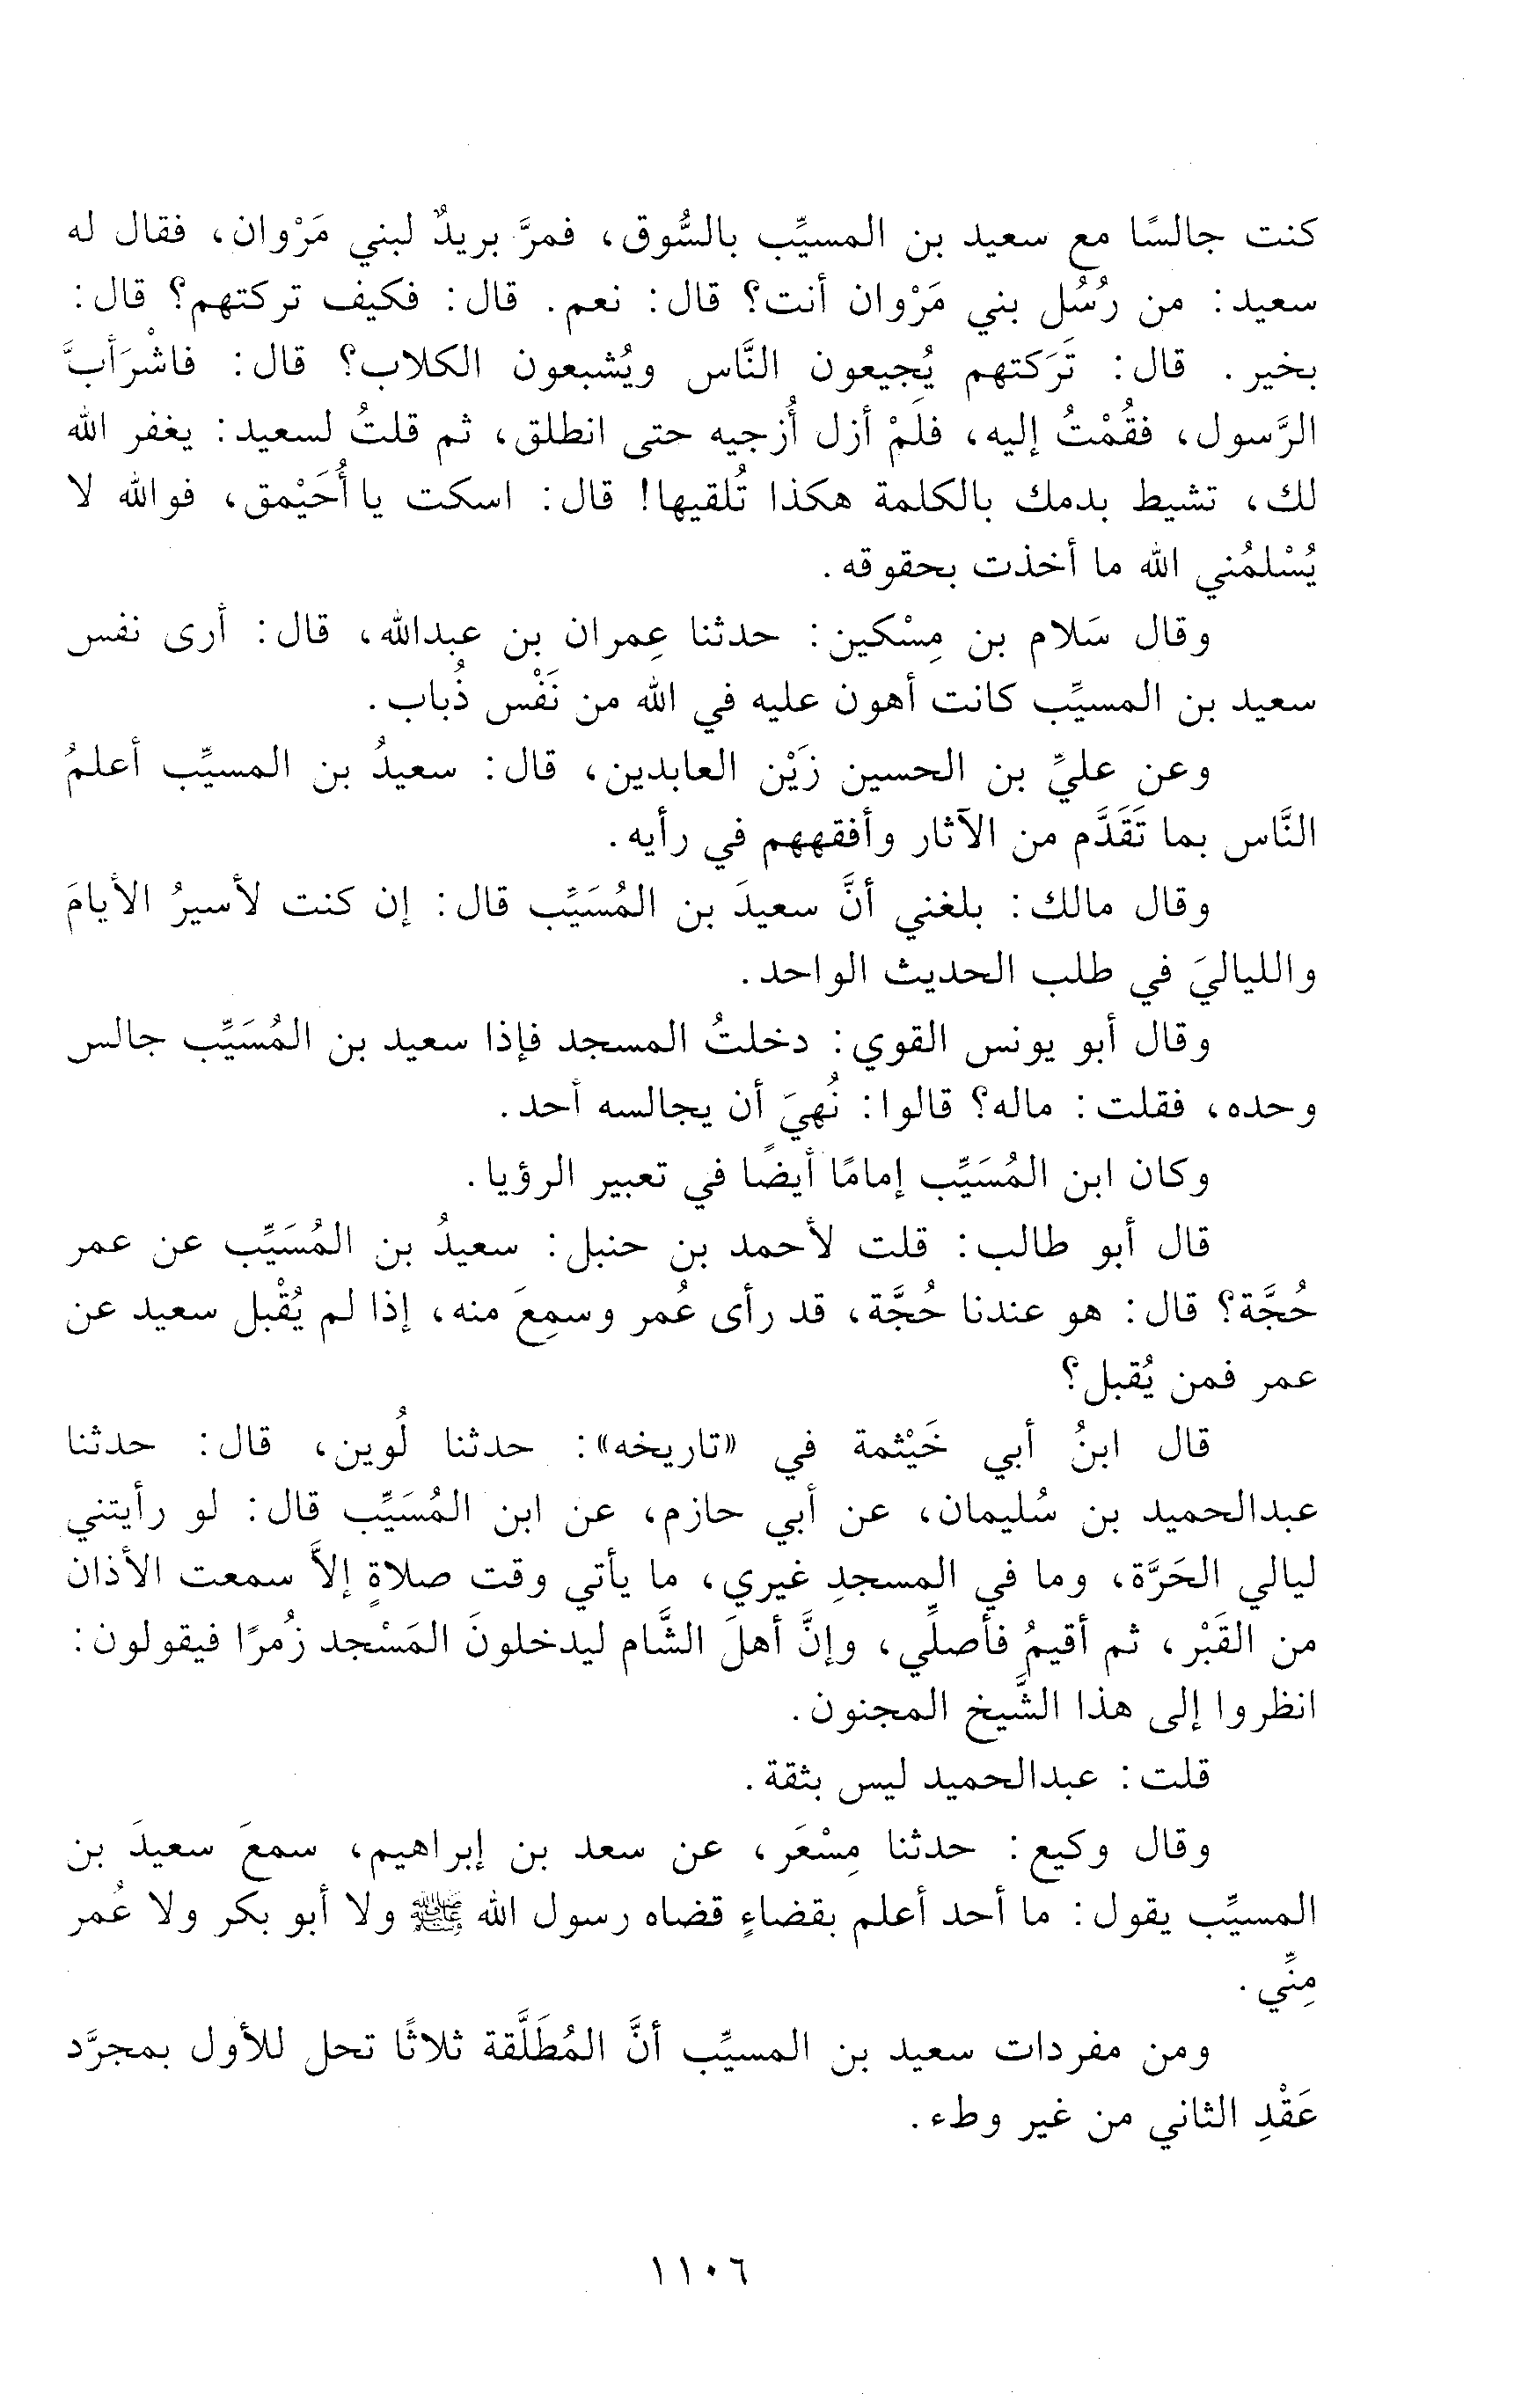 كنت جالسًا مع سعيد بن المسيِّب بالسُّوق، فمرَّ بريدٌ لبني مَرْوان، فقال له
سعيد: من رُسُل بني مَرْوان أنت؟ قال: نعم. قال: فكيف تركتهم؟ قال:
بخير. قال: تَرَكتهم يُجِيعون النَّاس ويُشبعون الكلاب؟ قال: فاشْرَأبَّ
الرَّسول، فقُمْتُ إليه، فلَمْ أزل أُزجيه حتى انطلق، ثم قلتُ لسعيد: يغفر الله
لك، تشيط بدمك بالكلمة هكذا تُلقيها! قال: اسكت يا أُحَيْمق، فوالله لا
يُسْلمُني الله ما أخذت بحقوقه.
وقال سَلام بن مِسْكين: حدثنا عِمران بن عبدالله، قال: أرى نفس
سعيد بن المسيِّب كانت أهون عليه في الله من نَفْس ذُباب.
وعن عليِّ بن الحسين زَيْن العابدين، قال: سعيدُ بن المسيِّب أعلمُ
النَّاس بما تَقَدَّم من الآثار وأفقههم في رأيه.
وقال مالك: بلغني أنَّ سعيدَ بن المُسَيِّب قال: إن كنت لأسيرُ الأيامَ
واللياليَ في طلب الحديث الواحد.
وقال أبو يونس القوي: دخلتُ المسجد فإذا سعيد بن المُسَيِّب جالس
وحده، فقلت: ماله؟ قالوا: نُهيَ أن يجالسه أحد.
وكان ابن المُسَيِّب إمامًا أيضًا في تعبير الرؤيا.
قال أبو طالب: قلت لأحمد بن حنبل: سعيدُ بن المُسَيِّب عن عمر
حُجَّة؟ قال: هو عندنا حُجَّة، قد رأى عُمر وسمِعَ منه، إذا لم يُقْبل سعيد عن
عمر فمن يُقبل؟
قال ابنُ أبي خَيْثمة في «تاريخه»: حدثنا لُوين، قال: حدثنا
عبدالحميد بن سُليمان، عن أبي حازم، عن ابن المُسَيِّب قال: لو رأيتني
ليالي الحَرَّة، وما في المسجدِ غيري، ما يأتي وقت صلاةٍ إلاَّ سمعت الأذان
من القَبْر، ثم أقيمُ فأصلِّي، وإنَّ أهلَ الشَّام ليدخلونَ المَسْجد زُمرًا فيقولون:
انظروا إلى هذا الشَّيخ المجنون.
قلت: عبدالحميد ليس بثقة.
وقال وكيع: حدثنا مِسْعَر، عن سعد بن إبراهيم، سمعَ سعيدَ بن
المسيِّب يقول: ما أحد أعلم بقضاءٍ قضاه رسول الله ﷺ ولا أبو بكر ولا عُمر
مِنِّي.
ومن مفردات سعيد بن المسيِّب أنَّ المُطَلَّقة ثلاثًا تحل للأول بمجرَّد
عَقْدِ الثاني من غير وطء.
١١٠٦